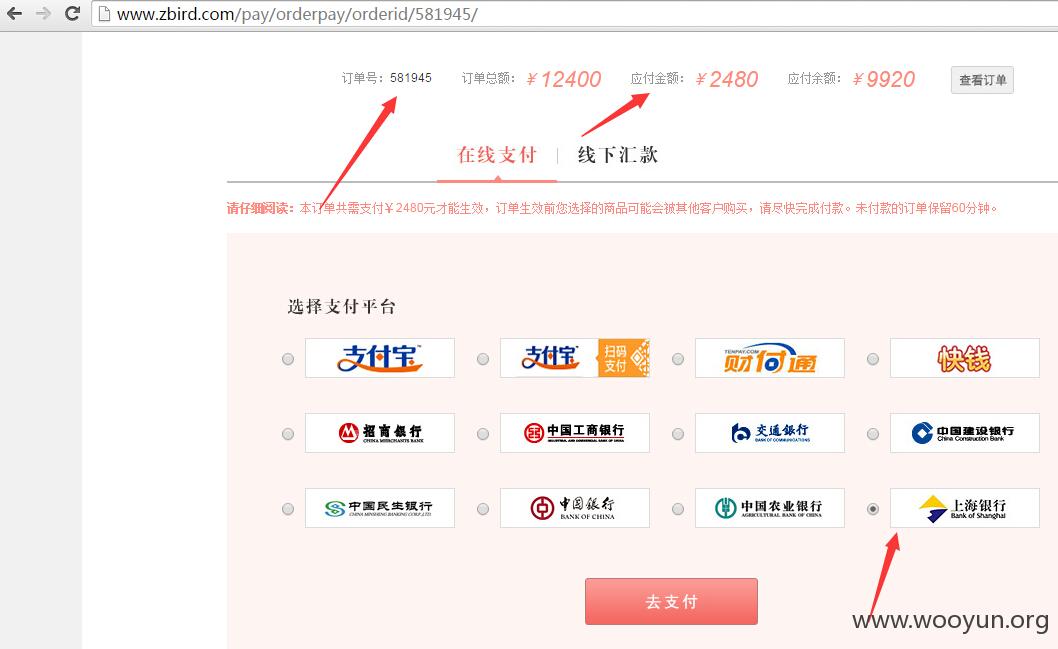 www.zbird.com/pay/orderpay/orderid/581945/
订单号：581945 订单总额：￥12400 应付金额：￥2480 应付余额：￥9920 查看订单
在线支付 | 线下汇款
请仔细阅读：本订单共需支付￥2480元才能生效，订单生效前您选择的商品可能会被其他客户购买，请尽快完成付款。未付款的订单保留60分钟。
选择支付平台
支付宝 支付宝 扫码支付 TENPAY.COM 财付通 快钱
招商银行 CHINA MERCHANTS BANK 中国工商银行 INDUSTRIAL AND COMMERCIAL BANK OF CHINA 交通银行 BANK OF COMMUNICATIONS 中国建设银行 China Construction Bank
中国民生银行 CHINA MINSHENG BANKING CORP.,LTD. 中国银行 BANK OF CHINA 中国农业银行 AGRICULTURAL BANK OF CHINA 上海银行 Bank of Shanghai
去支付
www.wooyun.org